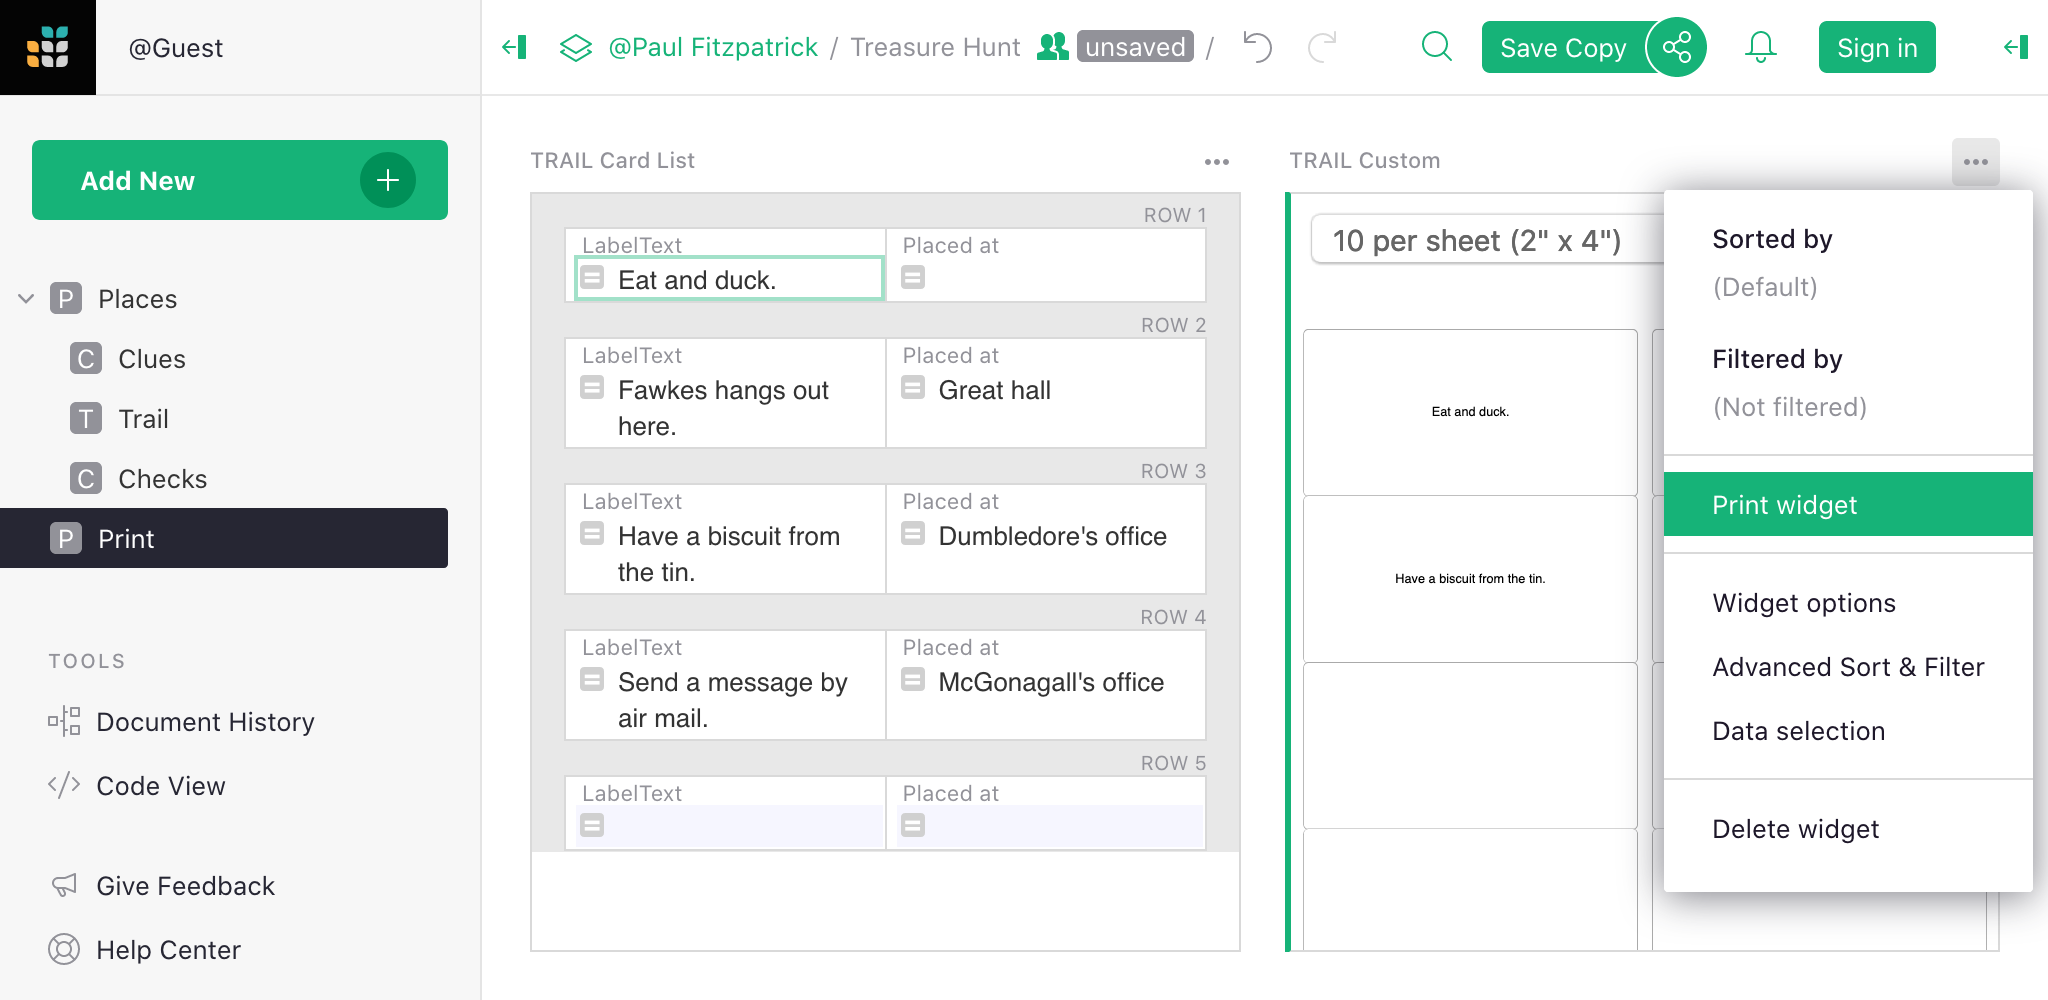 @Guest
@Paul Fitzpatrick / Treasure Hunt unsaved /
Save Copy
Sign in
Add New
P Places
C Clues
T Trail
C Checks
P Print
TOOLS
Document History
</> Code View
Give Feedback
Help Center
TRAIL Card List
ROW 1
LabelText Placed at
Eat and duck.
ROW 2
LabelText Placed at
Fawkes hangs out Great hall
here.
ROW 3
LabelText Placed at
Have a biscuit from Dumbledore's office
the tin.
ROW 4
LabelText Placed at
Send a message by McGonagall's office
air mail.
ROW 5
LabelText Placed at
TRAIL Custom
10 per sheet (2" x 4")
Eat and duck.
Have a biscuit from the tin.
Sorted by
(Default)
Filtered by
(Not filtered)
Print widget
Widget options
Advanced Sort & Filter
Data selection
Delete widget